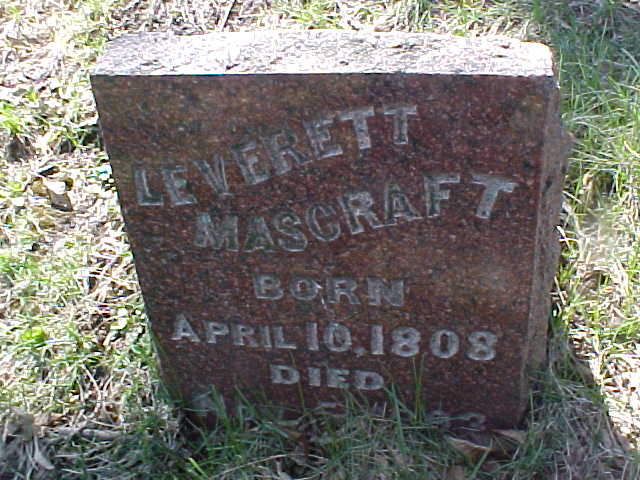 LEVERETT
MASCRAFT
BORN
APRIL 10, 1808
DIED